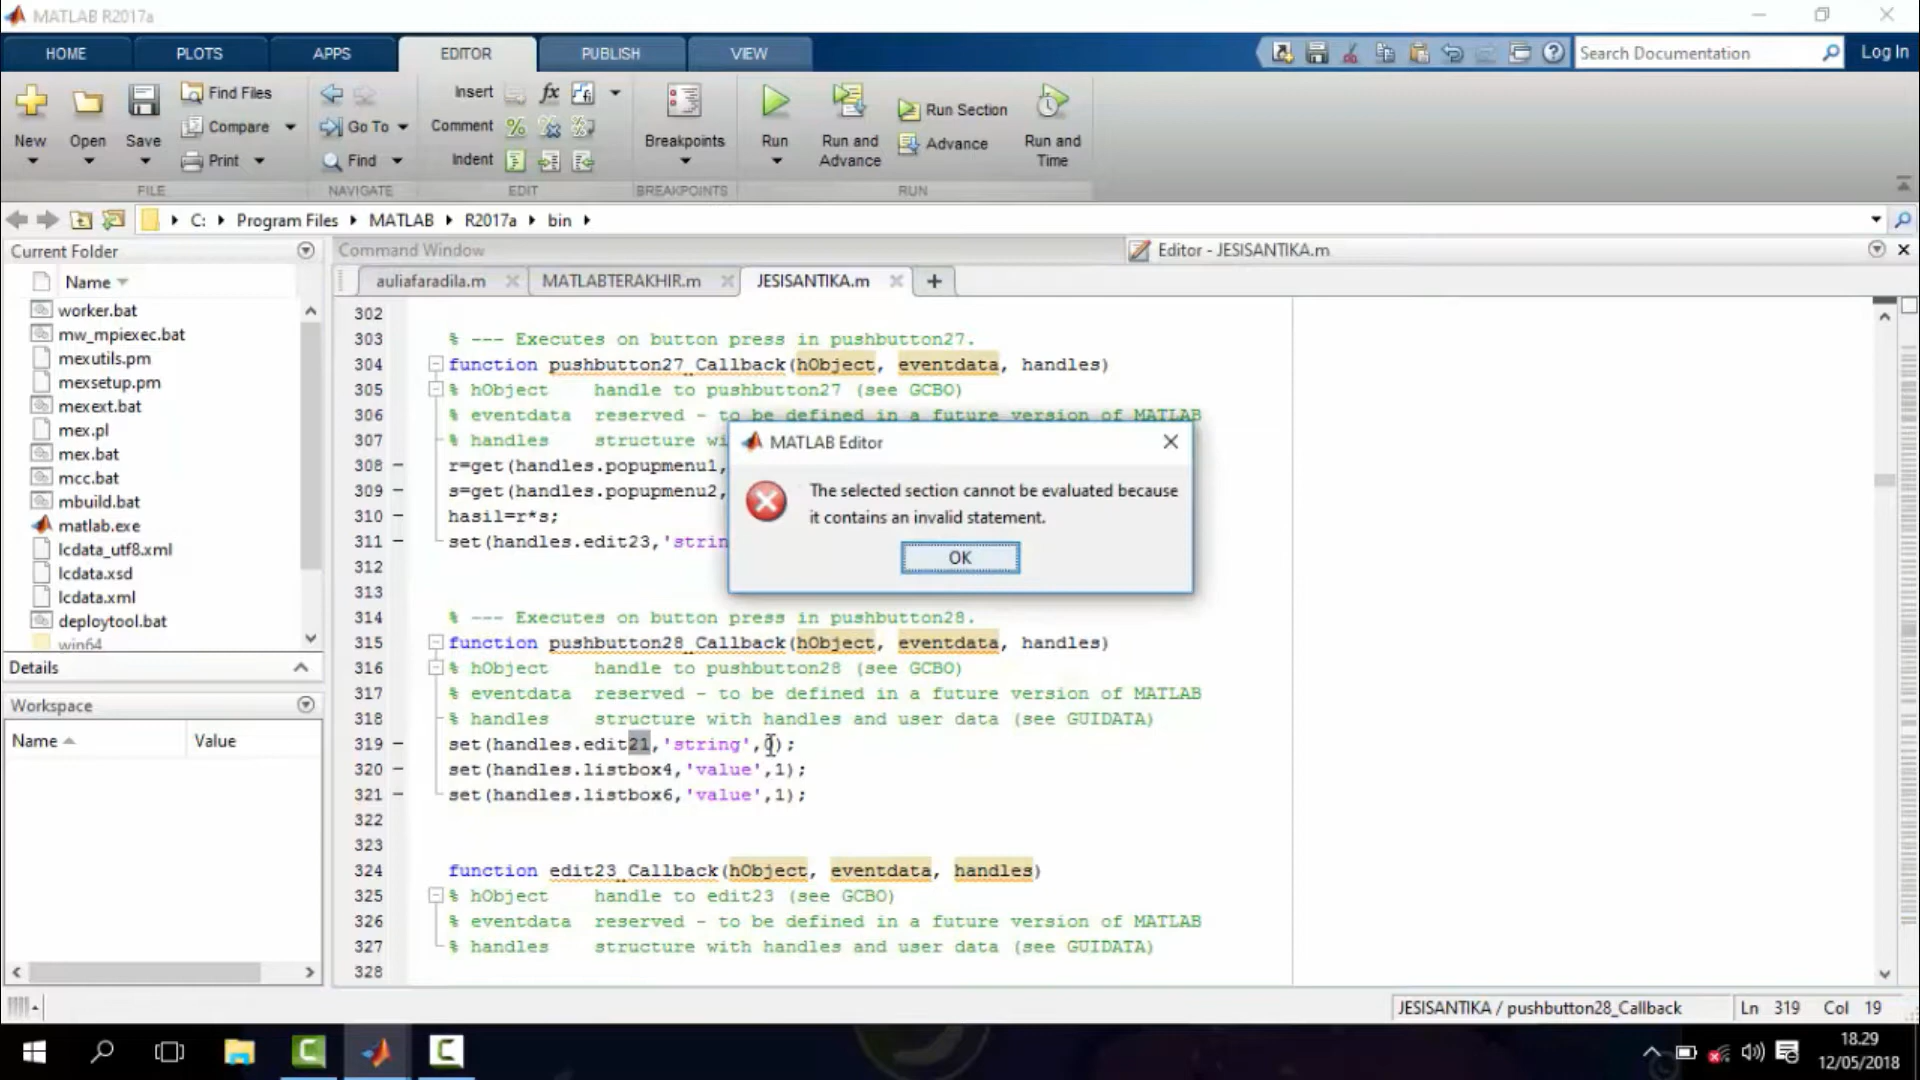 MATLAB R2017a
HOME
PLOTS
APPS
EDITOR
PUBLISH
VIEW
Search Documentation
Log In
New
Open
Save
Find Files
Compare
Print
Go To
Find
Insert
fx
Comment
Indent
Breakpoints
Run
Run and Advance
Run Section
Advance
Run and Time
FILE
NAVIGATE
EDIT
BREAKPOINTS
RUN
C:
Program Files
MATLAB
R2017a
bin
Current Folder
Name
worker.bat
mw_mpiexec.bat
mexutils.pm
mexsetup.pm
mexext.bat
mex.pl
mex.bat
mcc.bat
mbuild.bat
matlab.exe
lcdata_utf8.xml
lcdata.xsd
lcdata.xml
deploytool.bat
win64
Details
Workspace
Name
Value
Command Window
Editor - JESISANTIKA.m
auliafaradila.m
MATLABTERAKHIR.m
JESISANTIKA.m
302
303 % --- Executes on button press in pushbutton27.
304 function pushbutton27_Callback(hObject, eventdata, handles)
305 % hObject    handle to pushbutton27 (see GCBO)
306 % eventdata  reserved - to be defined in a future version of MATLAB
307 % handles    structure wi
308 r=get(handles.popupmenu1,
309 s=get(handles.popupmenu2,
310 hasil=r*s;
311 set(handles.edit23,'strin
312
313
314 % --- Executes on button press in pushbutton28.
315 function pushbutton28_Callback(hObject, eventdata, handles)
316 % hObject    handle to pushbutton28 (see GCBO)
317 % eventdata  reserved - to be defined in a future version of MATLAB
318 % handles    structure with handles and user data (see GUIDATA)
319 set(handles.edit21,'string',0);
320 set(handles.listbox4,'value',1);
321 set(handles.listbox6,'value',1);
322
323
324 function edit23_Callback(hObject, eventdata, handles)
325 % hObject    handle to edit23 (see GCBO)
326 % eventdata  reserved - to be defined in a future version of MATLAB
327 % handles    structure with handles and user data (see GUIDATA)
328
MATLAB Editor
The selected section cannot be evaluated because
it contains an invalid statement.
OK
JESISANTIKA / pushbutton28_Callback
Ln 319 Col 19
18.29
12/05/2018